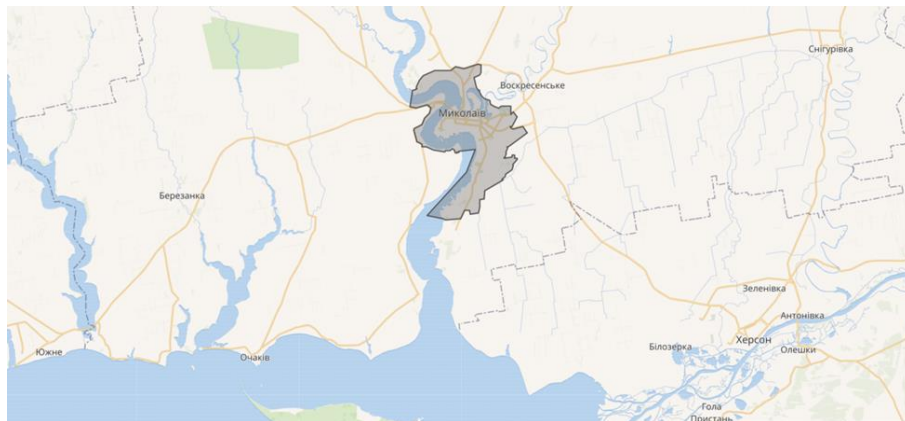 Снігурівка
Воскресенське
Миколаїв
Березанка
Зеленівка
Антонівка
Херсон
Білозерка
Олешки
Южне
Очаків
Гола
Пристань